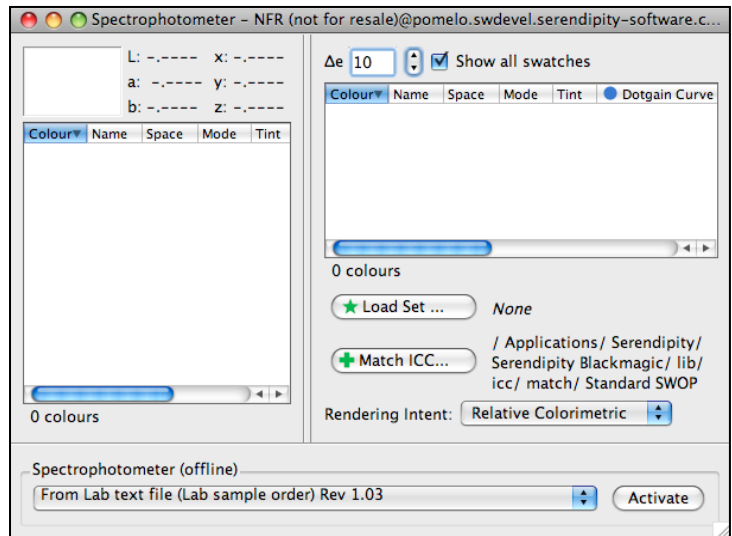 Spectrophotometer – NFR (not for resale)@pomelo.swdevel.serendipity-software.c...
L: -.---- x: -.----
a: -.---- y: -.----
b: -.---- z: -.----
Colour Name Space Mode Tint
0 colours
Δe 10 Show all swatches
Colour Name Space Mode Tint Dotgain Curve
0 colours
Load Set ... None
Match ICC... / Applications/ Serendipity/
Serendipity Blackmagic/ lib/
icc/ match/ Standard SWOP
Rendering Intent: Relative Colorimetric
Spectrophotometer (offline)
From Lab text file (Lab sample order) Rev 1.03 Activate